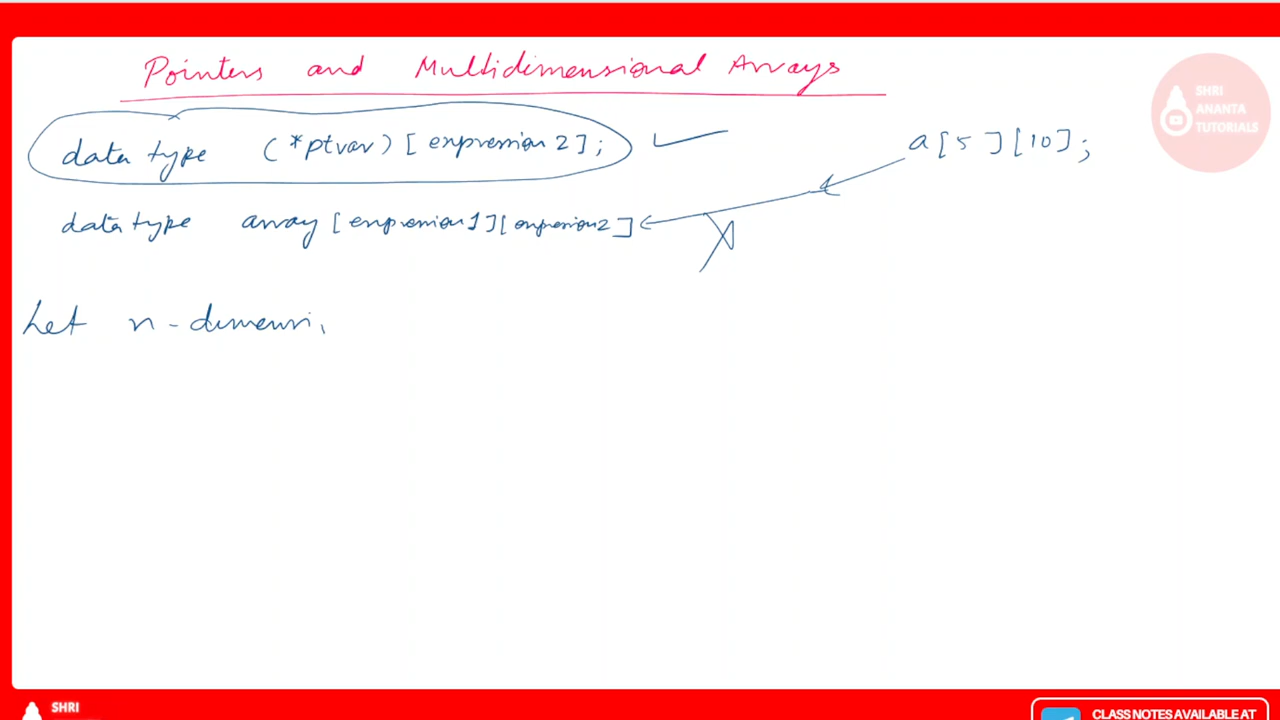 Pointers and Multidimensional Arrays
data type (*ptvar) [expression 2];
a[5][10];
data type array [expression 1][expression 2]
Let n-dimensi
SHRI
ANANTA
TUTORIALS
SHRI
CLASS NOTES AVAILABLE AT